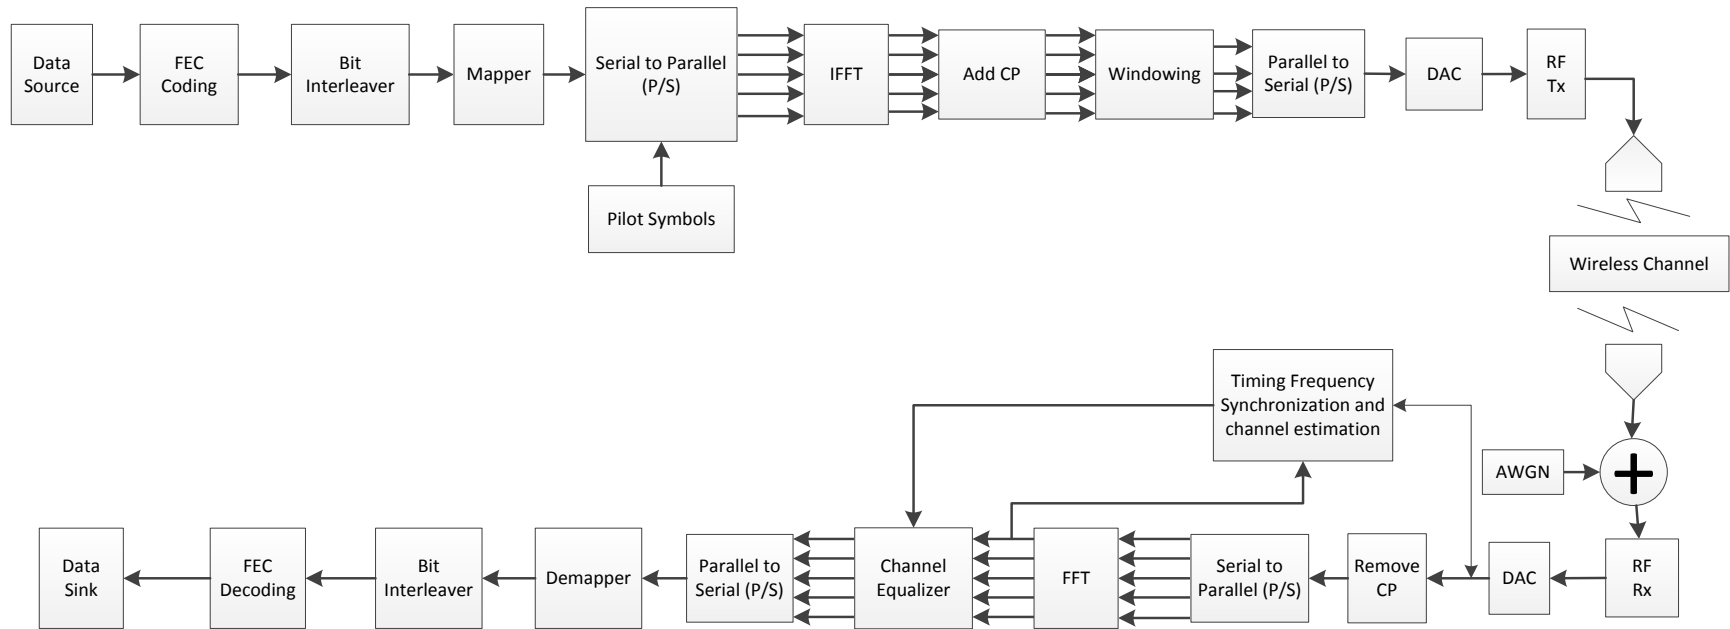 Data
Source
FEC
Coding
Bit
Interleaver
Mapper
Serial to Parallel
(P/S)
IFFT
Add CP
Windowing
Parallel to
Serial (P/S)
DAC
RF
Tx
Pilot Symbols
Wireless Channel
Timing Frequency
Synchronization and
channel estimation
AWGN
+
Data
Sink
FEC
Decoding
Bit
Interleaver
Demapper
Parallel to
Serial (P/S)
Channel
Equalizer
FFT
Serial to
Parallel (P/S)
Remove
CP
DAC
RF
Rx